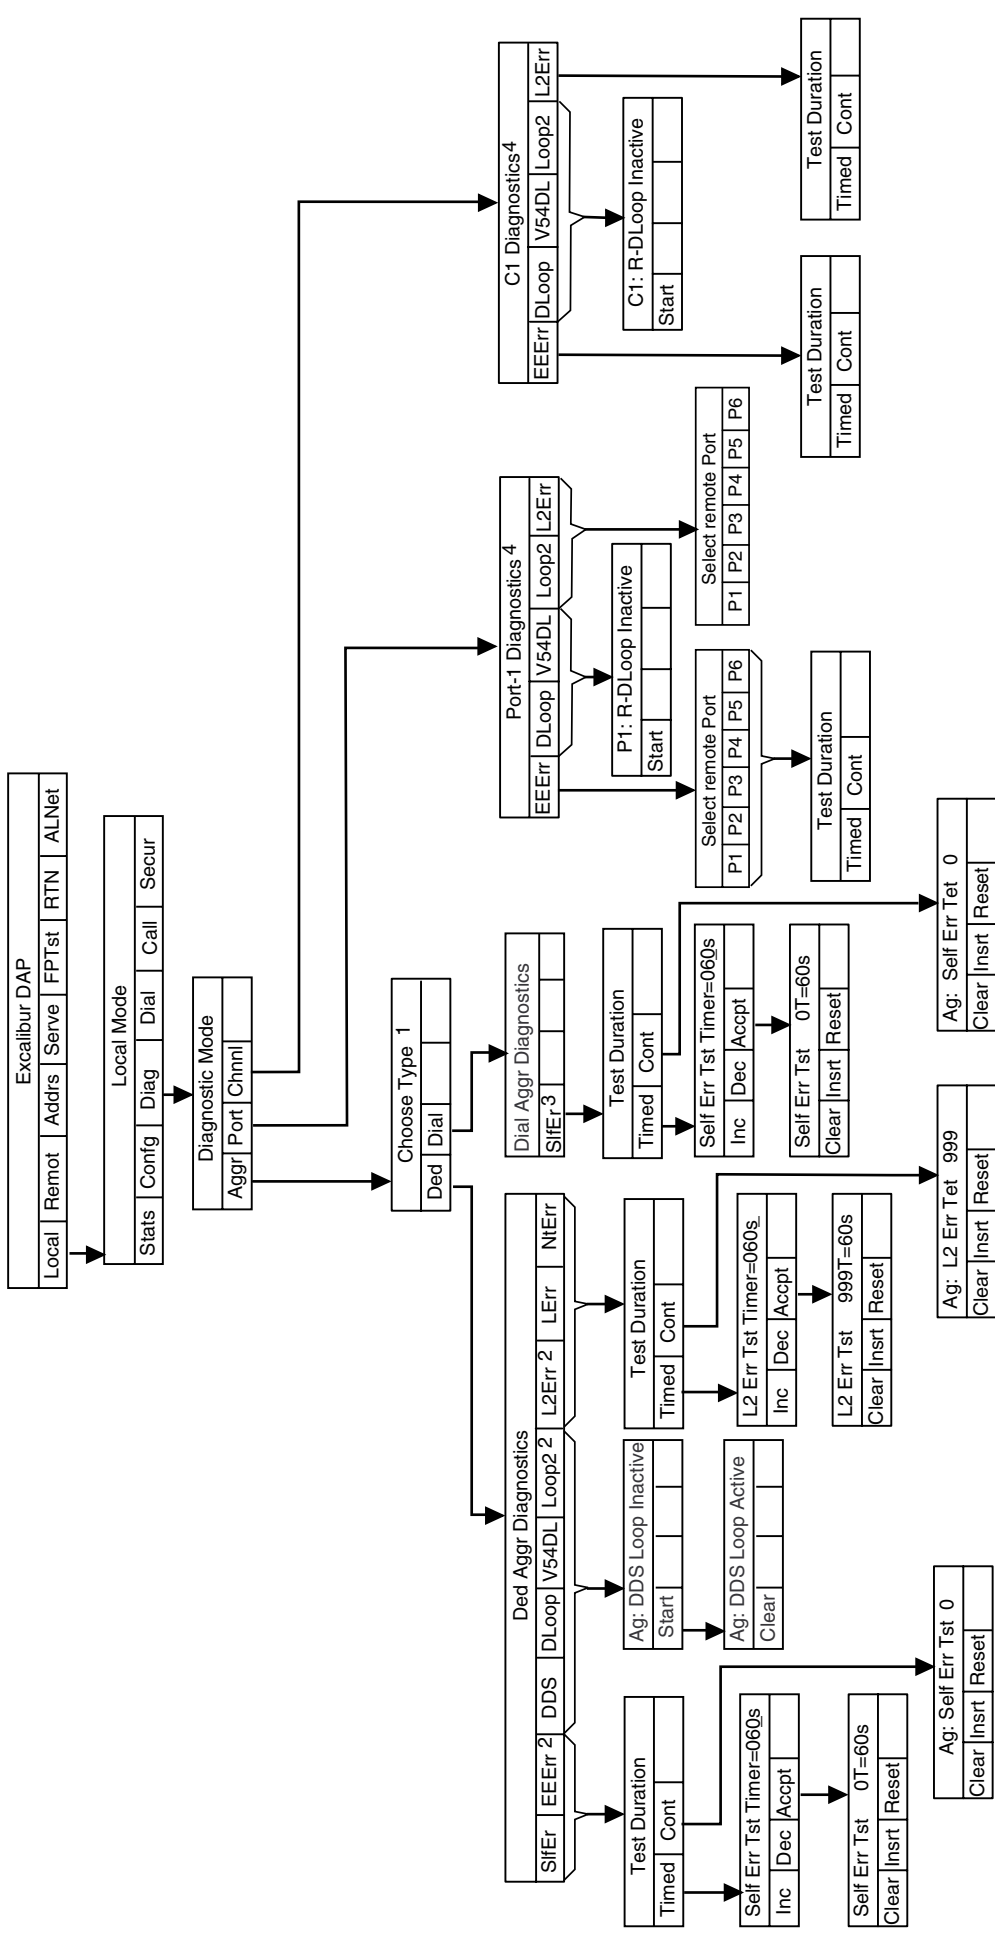 Excalibur DAP
Local Remot Addrs Serve FPTst RTN ALNet
Local Mode
Stats Confg Diag Dial Call Secur
Diagnostic Mode
Aggr Port Chnnl
Choose Type 1
Ded Dial
Ded Aggr Diagnostics
SlfEr EEErr 2 DDS DLoop V54DL Loop2 2 L2Err 2 LErr NtErr
Dial Aggr Diagnostics
SlfEr 3
Port-1 Diagnostics 4
EEErr DLoop V54DL Loop2 L2Err
C1 Diagnostics 4
EEErr DLoop V54DL Loop2 L2Err
Test Duration
Timed Cont
Ag: DDS Loop Inactive
Start
Test Duration
Timed Cont
Test Duration
Timed Cont
P1: R-DLoop Inactive
Start
C1: R-DLoop Inactive
Start
Select remote Port
P1 P2 P3 P4 P5 P6
Select remote Port
P1 P2 P3 P4 P5 P6
Self Err Tst Timer=060s
Inc Dec Accpt
Ag: DDS Loop Active
Clear
L2 Err Tst Timer=060s
Inc Dec Accpt
Self Err Tst Timer=060s
Inc Dec Accpt
Test Duration
Timed Cont
Test Duration
Timed Cont
Test Duration
Timed Cont
Self Err Tst 0T=60s
Clear Insrt Reset
L2 Err Tst 999T=60s
Clear Insrt Reset
Self Err Tst 0T=60s
Clear Insrt Reset
Ag: Self Err Tst 0
Clear Insrt Reset
Ag: L2 Err Tet 999
Clear Insrt Reset
Ag: Self Err Tet 0
Clear Insrt Reset